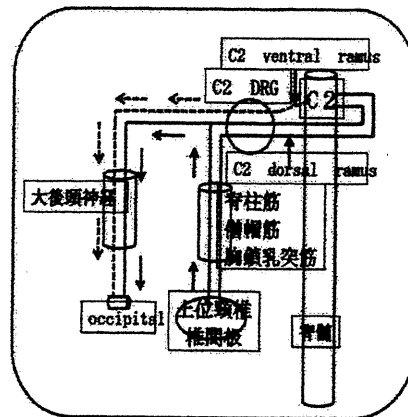 C2 ventral ramus
C2 DRG
C2
C2 dorsal ramus
大後頭神経
脊柱筋
僧帽筋
胸鎖乳突筋
occipital
上位頸椎
椎間板
脊髄